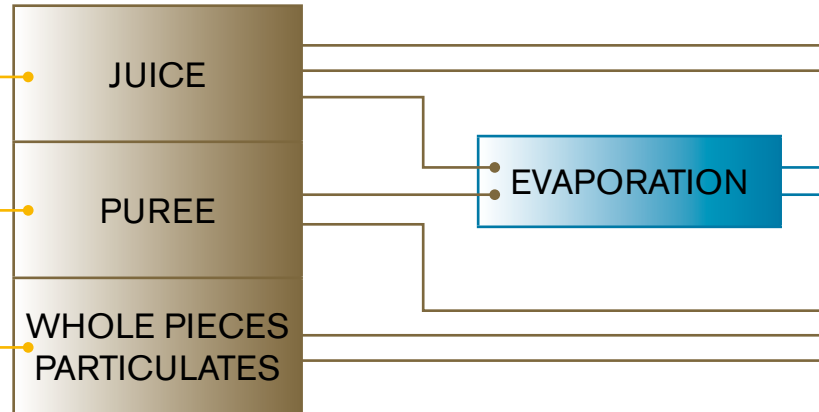 JUICE
PUREE
EVAPORATION
WHOLE PIECES
PARTICULATES